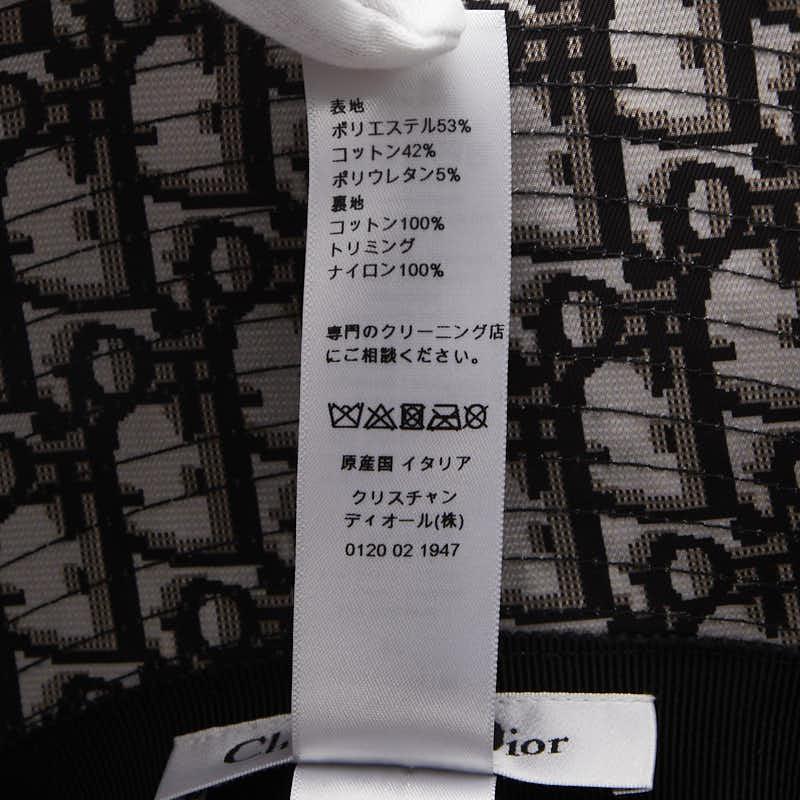 表地
ポリエステル53%
コットン42%
ポリウレタン5%
裏地
コットン100%
トリミング
ナイロン100%
専門のクリーニング店
にご相談ください。
原産国 イタリア
クリスチャン
ディオール(株)
0120 02 1947
Ch Dior